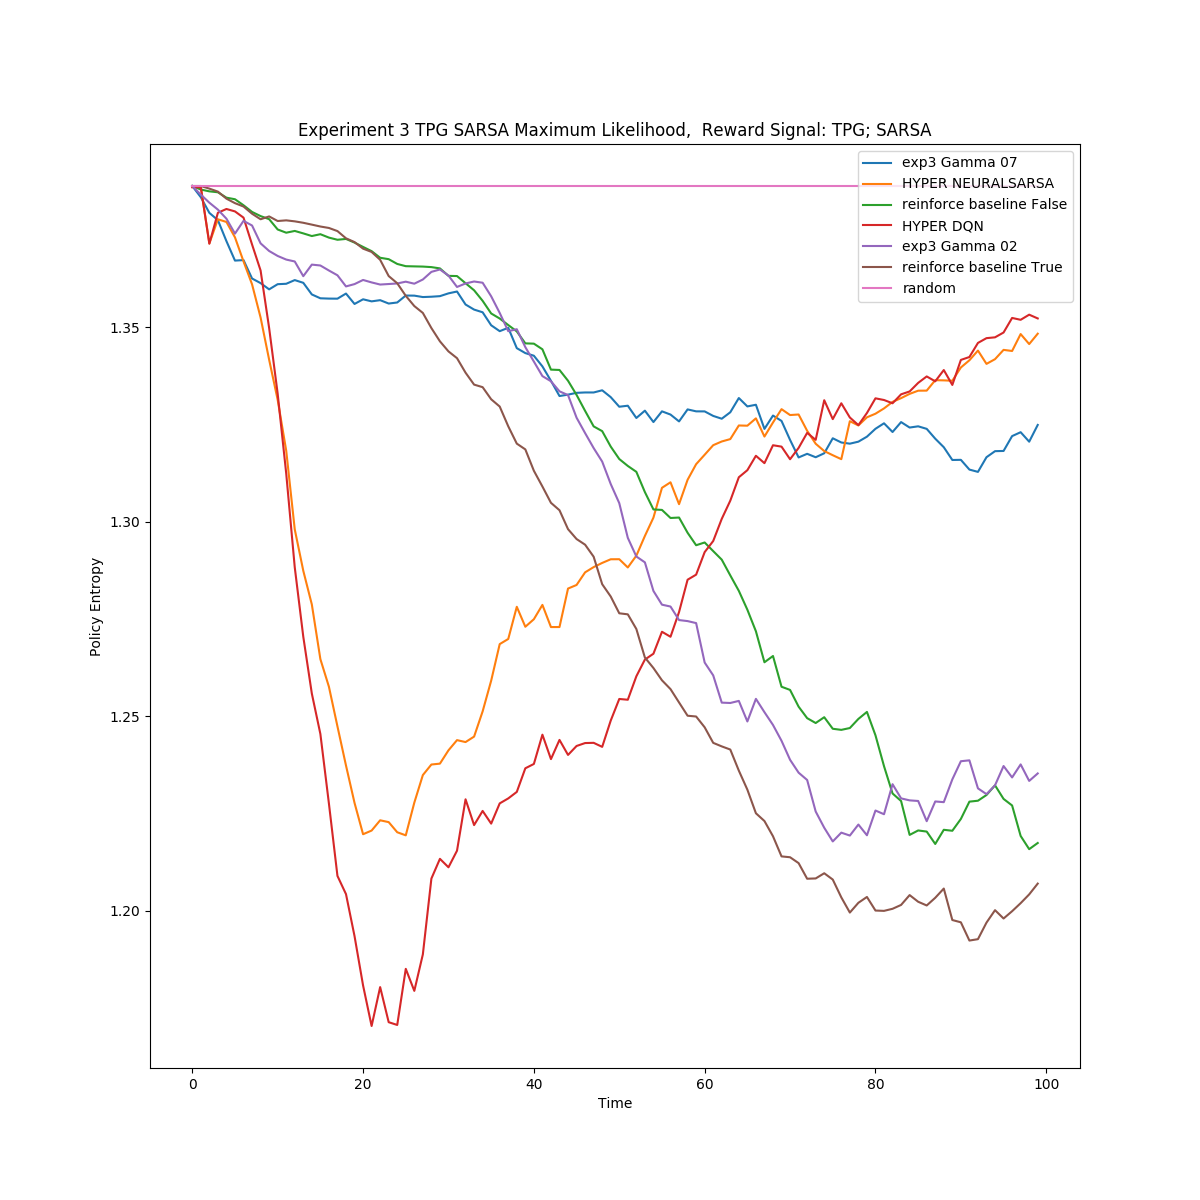 Experiment 3 TPG SARSA Maximum Likelihood,  Reward Signal: TPG; SARSA
exp3 Gamma 07
HYPER NEURALSARSA
reinforce baseline False
HYPER DQN
exp3 Gamma 02
reinforce baseline True
random
1.35
1.30
1.25
1.20
Policy Entropy
0 20 40 60 80 100
Time